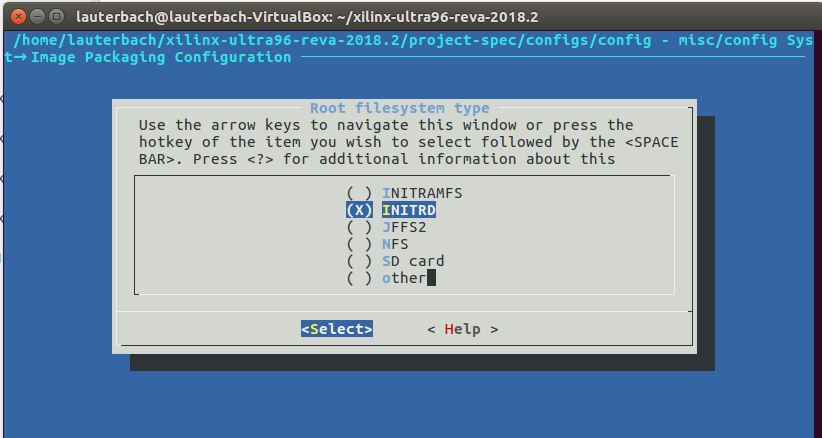 lauterbach@lauterbach-VirtualBox: ~/xilinx-ultra96-reva-2018.2
/home/lauterbach/xilinx-ultra96-reva-2018.2/project-spec/configs/config - misc/config Sys
t→Image Packaging Configuration
Root filesystem type
Use the arrow keys to navigate this window or press the
hotkey of the item you wish to select followed by the <SPACE
BAR>. Press <?> for additional information about this
( ) INITRAMFS
(X) INITRD
( ) JFFS2
( ) NFS
( ) SD card
( ) other
<Select> < Help >